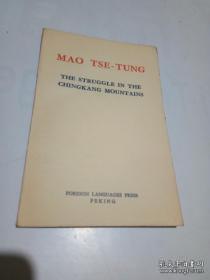 MAO TSE-TUNG
THE STRUGGLE IN THE
CHINGKANG MOUNTAINS
FOREIGN LANGUAGES PRESS
PEKING